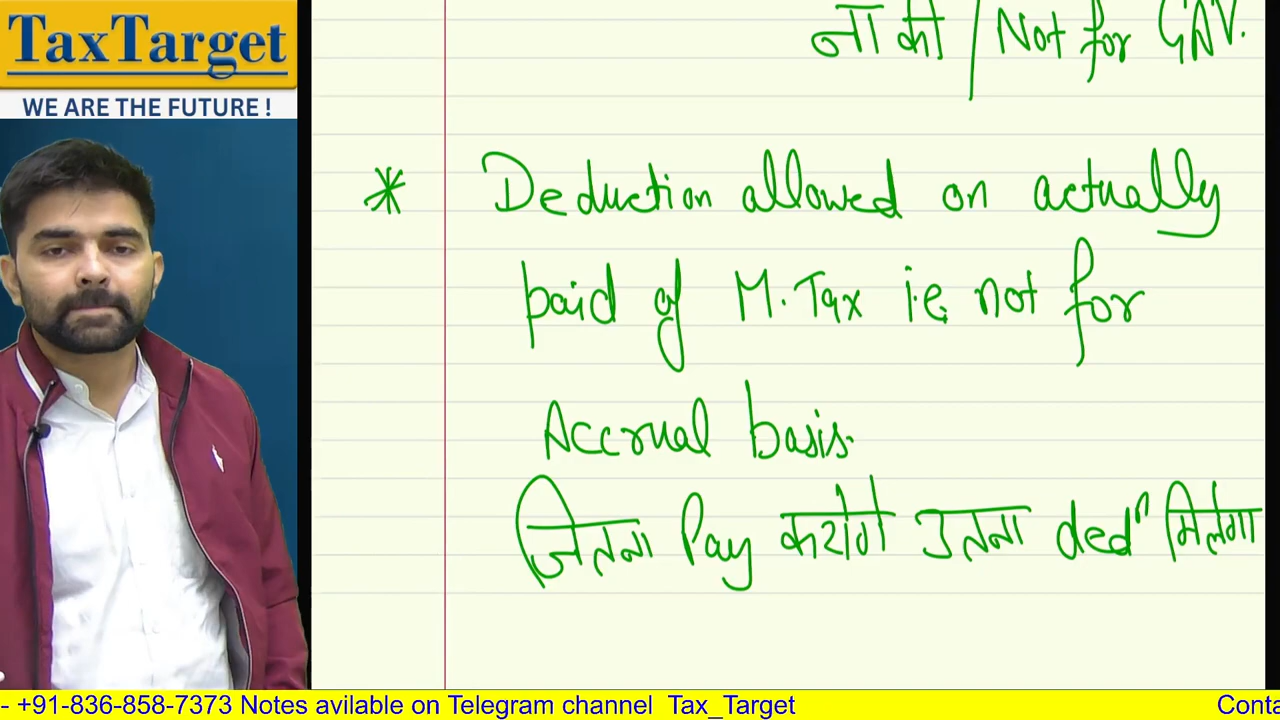 TaxTarget
WE ARE THE FUTURE !
Not for GAV.
* Deduction allowed on actually
paid of M.Tax i.e. not for
Accrual basis.
जितना Pay करोगे उतना dedⁿ मिलेगा
- +91-836-858-7373 Notes avilable on Telegram channel Tax_Target
Conta